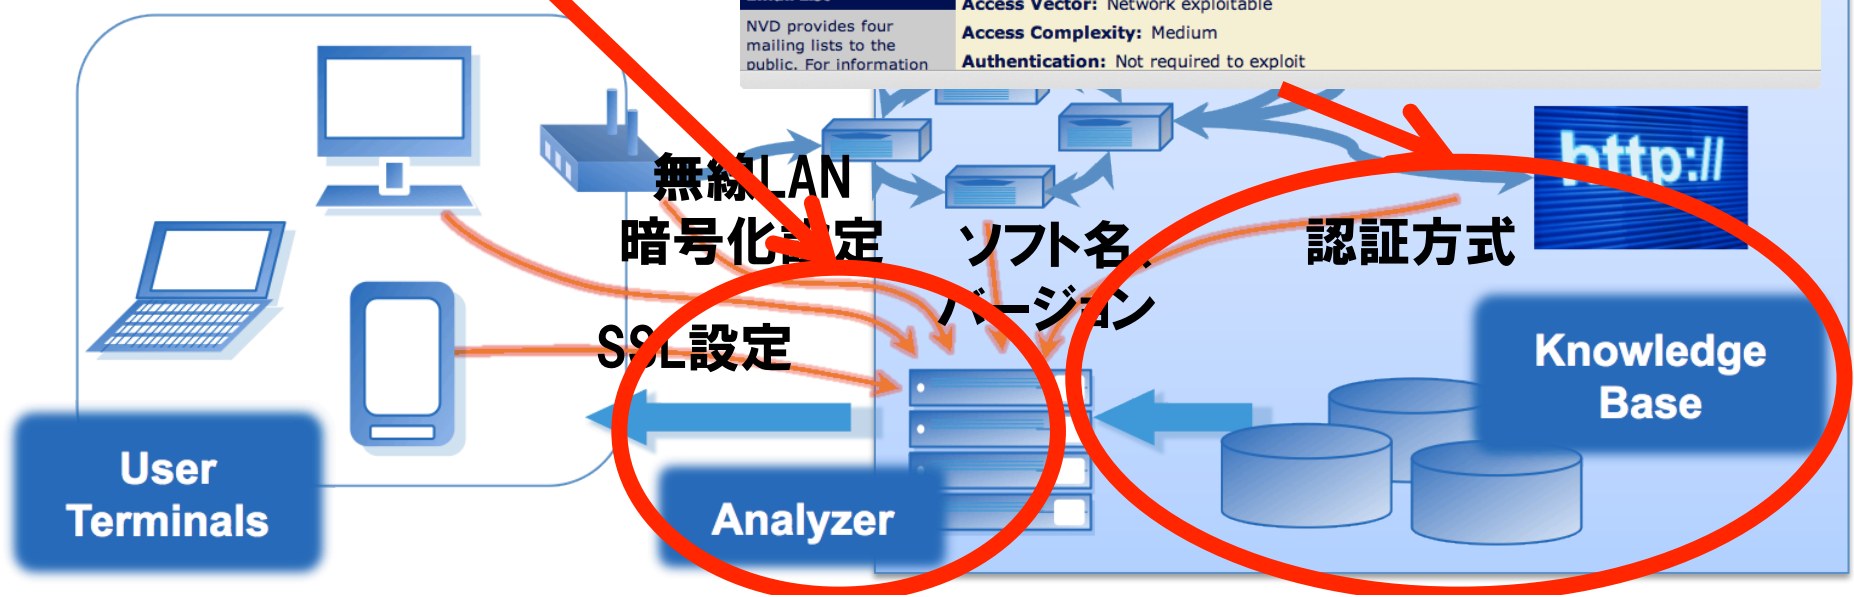 Access Vector: Network exploitable
NVD provides four
mailing lists to the
public. For information
Access Complexity: Medium
Authentication: Not required to exploit
http://
無線LAN
暗号化設定
ソフト名、
バージョン
認証方式
SSL設定
Knowledge
Base
User
Terminals
Analyzer